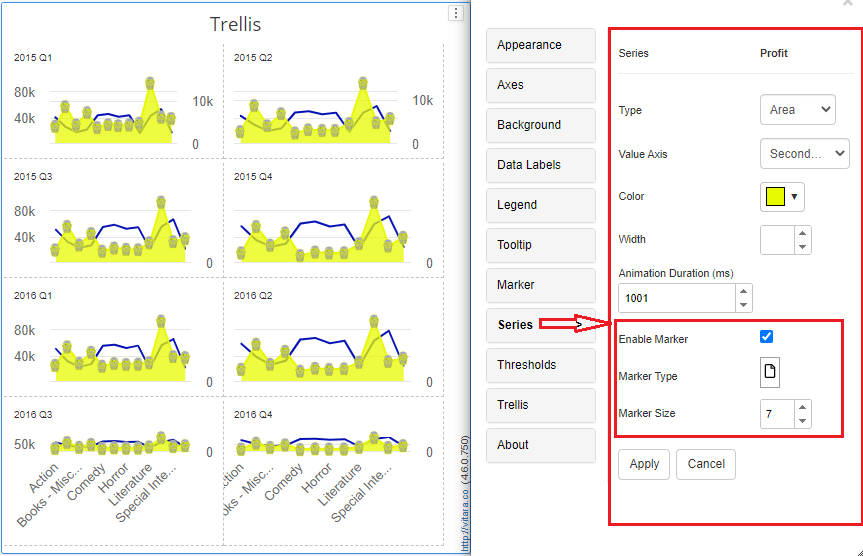 Trellis
2015 Q1
2015 Q2
80k
40k
10k
0
10k
0
2015 Q3
2015 Q4
80k
40k
0
0
2016 Q1
2016 Q2
80k
40k
0
0
2016 Q3
2016 Q4
50k
0
0
Action
Books - Misc...
Comedy
Horror
Literature
Special Inte...
ction
ks - Misc...
Comedy
Horror
Literature
Special Inte...
http://vitara.co (4.6.0.750)
Appearance
Axes
Background
Data Labels
Legend
Tooltip
Marker
Series >
Thresholds
Trellis
About
Series Profit
Type Area
Value Axis Second...
Color
Width
Animation Duration (ms)
1001
Enable Marker
Marker Type
Marker Size 7
Apply Cancel